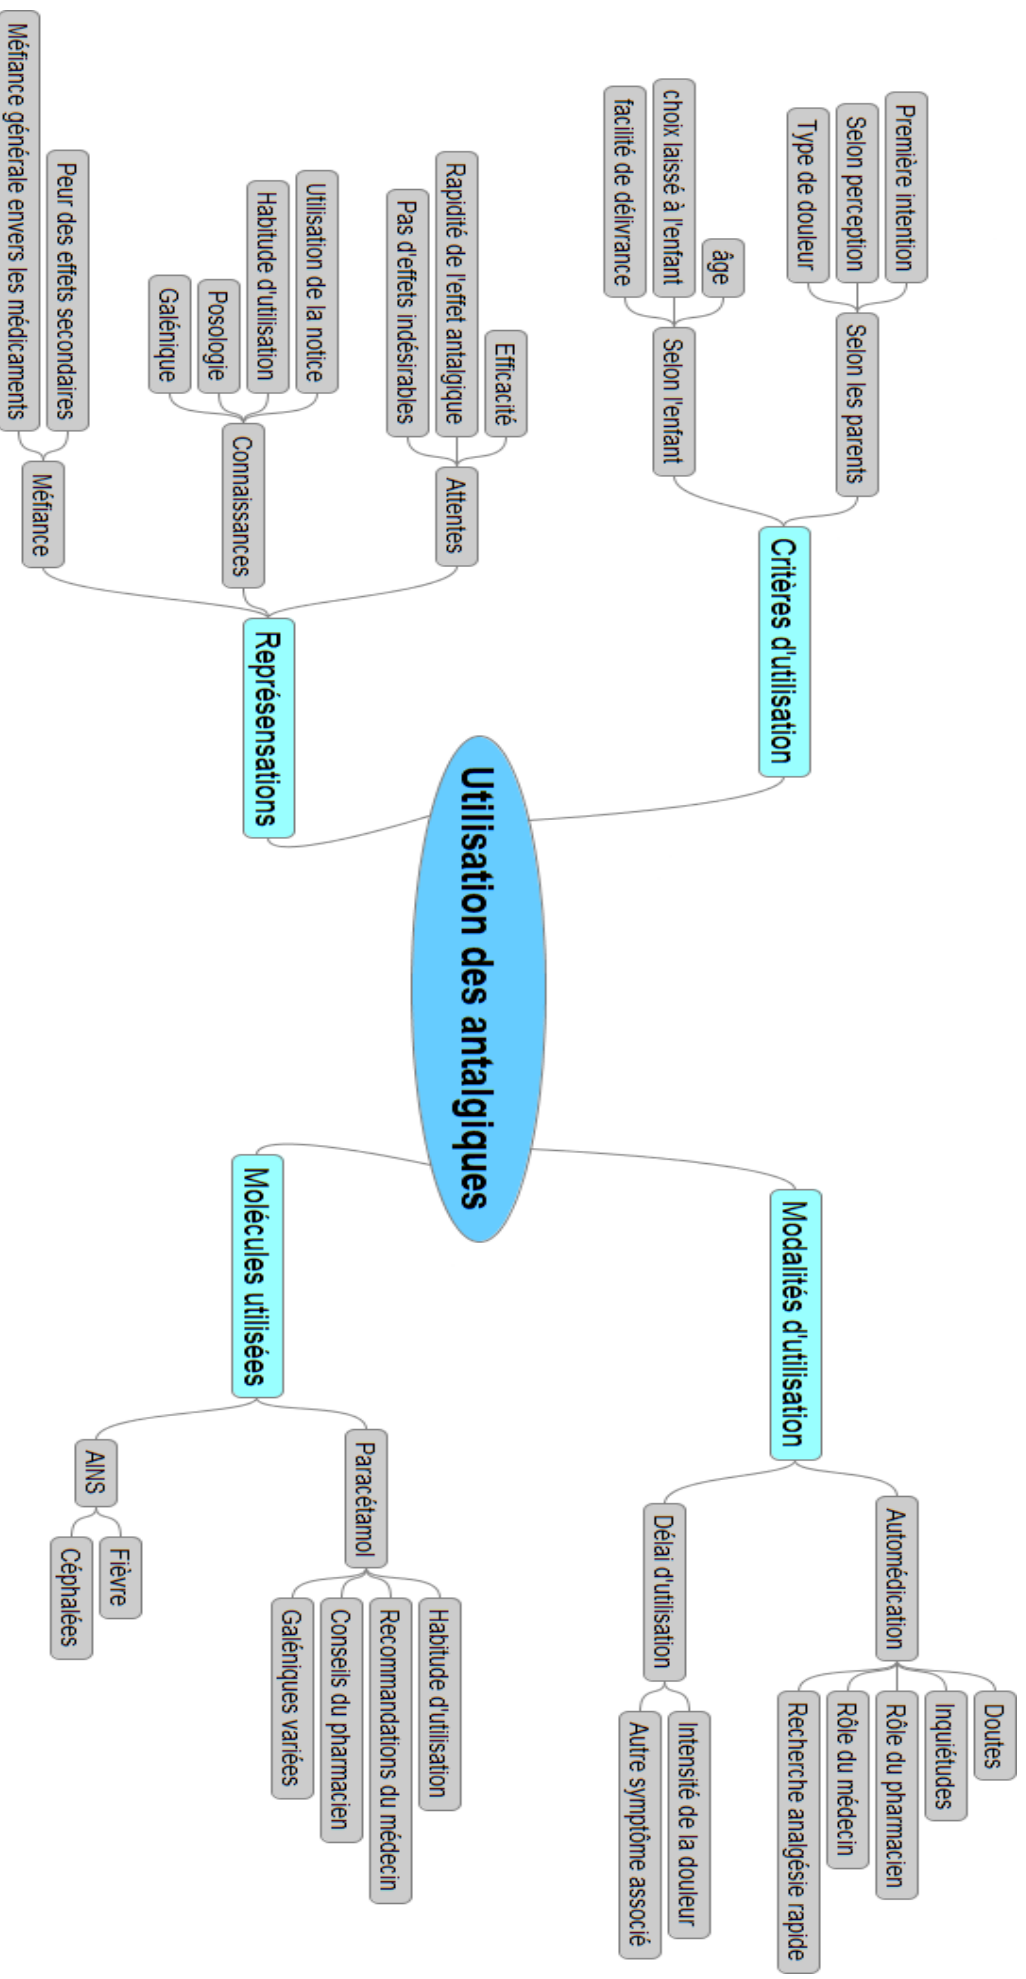 Utilisation des antalgiques
Critères d'utilisation
Selon les parents
Première intention
Selon perception
Type de douleur
Selon l'enfant
âge
choix laissé à l'enfant
facilité de délivrance
Représensations
Attentes
Efficacité
Rapidité de l'effet antalgique
Pas d'effets indésirables
Connaissances
Utilisation de la notice
Habitude d'utilisation
Posologie
Galénique
Méfiance
Peur des effets secondaires
Méfiance générale envers les médicaments
Modalités d'utilisation
Automédication
Doutes
Inquiétudes
Rôle du pharmacien
Rôle du médecin
Recherche analgésie rapide
Délai d'utilisation
Intensité de la douleur
Autre symptôme associé
Molécules utilisées
Paracétamol
Habitude d'utilisation
Recommandations du médecin
Conseils du pharmacien
Galéniques variées
AINS
Fièvre
Céphalées